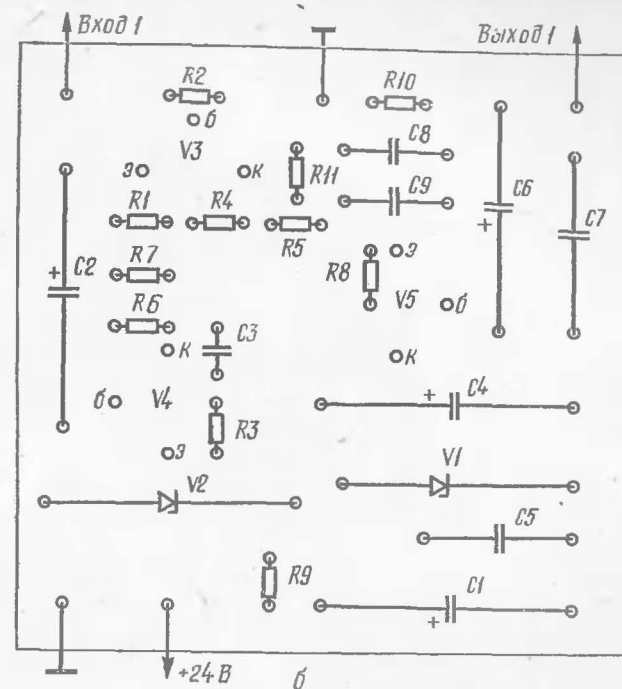 Вход 1
Выход 1
R2
R10
б
V3
C8
э
к
R11
C6
C9
R1
R4
C7
R5
C2
+
+
R7
R8
э
V5
б
R6
C3
к
к
б
V4
+
C4
R3
э
V1
V2
C5
R9
C1
+
+24 В
б